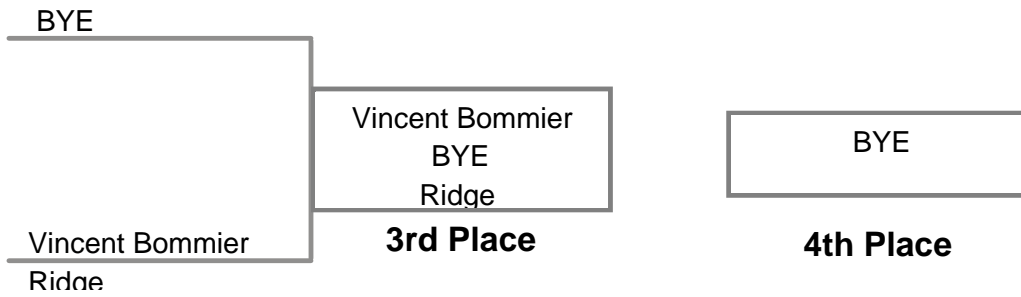 BYE
Vincent Bommier
BYE
Ridge
3rd Place
BYE
4th Place
Vincent Bommier
Ridge